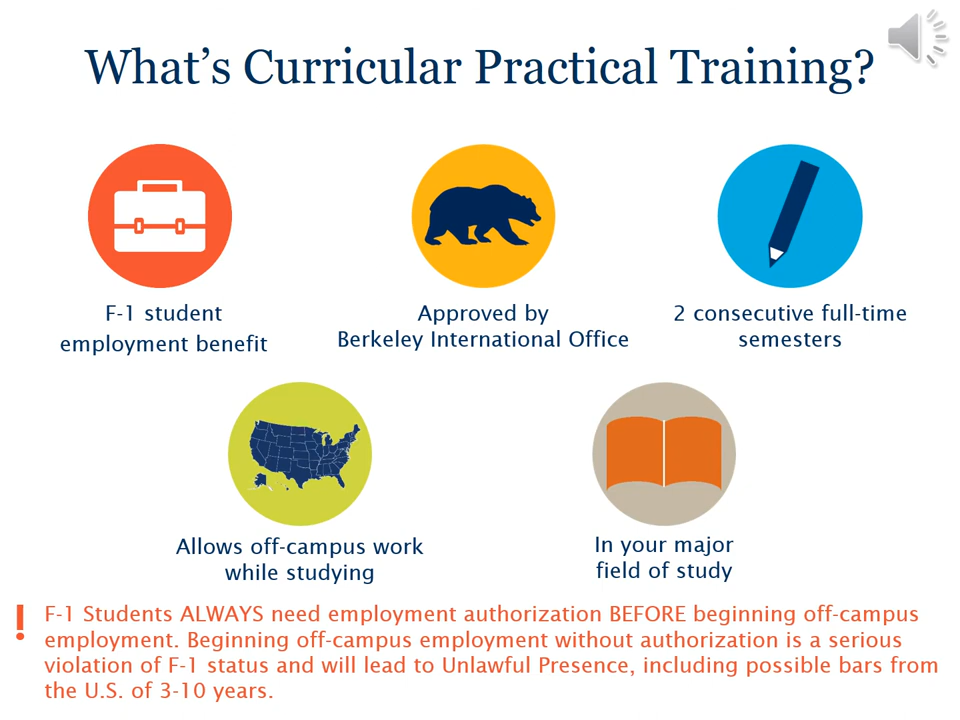 What's Curricular Practical Training?
F-1 student
employment benefit
Approved by
Berkeley International Office
2 consecutive full-time
semesters
Allows off-campus work
while studying
In your major
field of study
! F-1 Students ALWAYS need employment authorization BEFORE beginning off-campus
employment. Beginning off-campus employment without authorization is a serious
violation of F-1 status and will lead to Unlawful Presence, including possible bars from
the U.S. of 3-10 years.